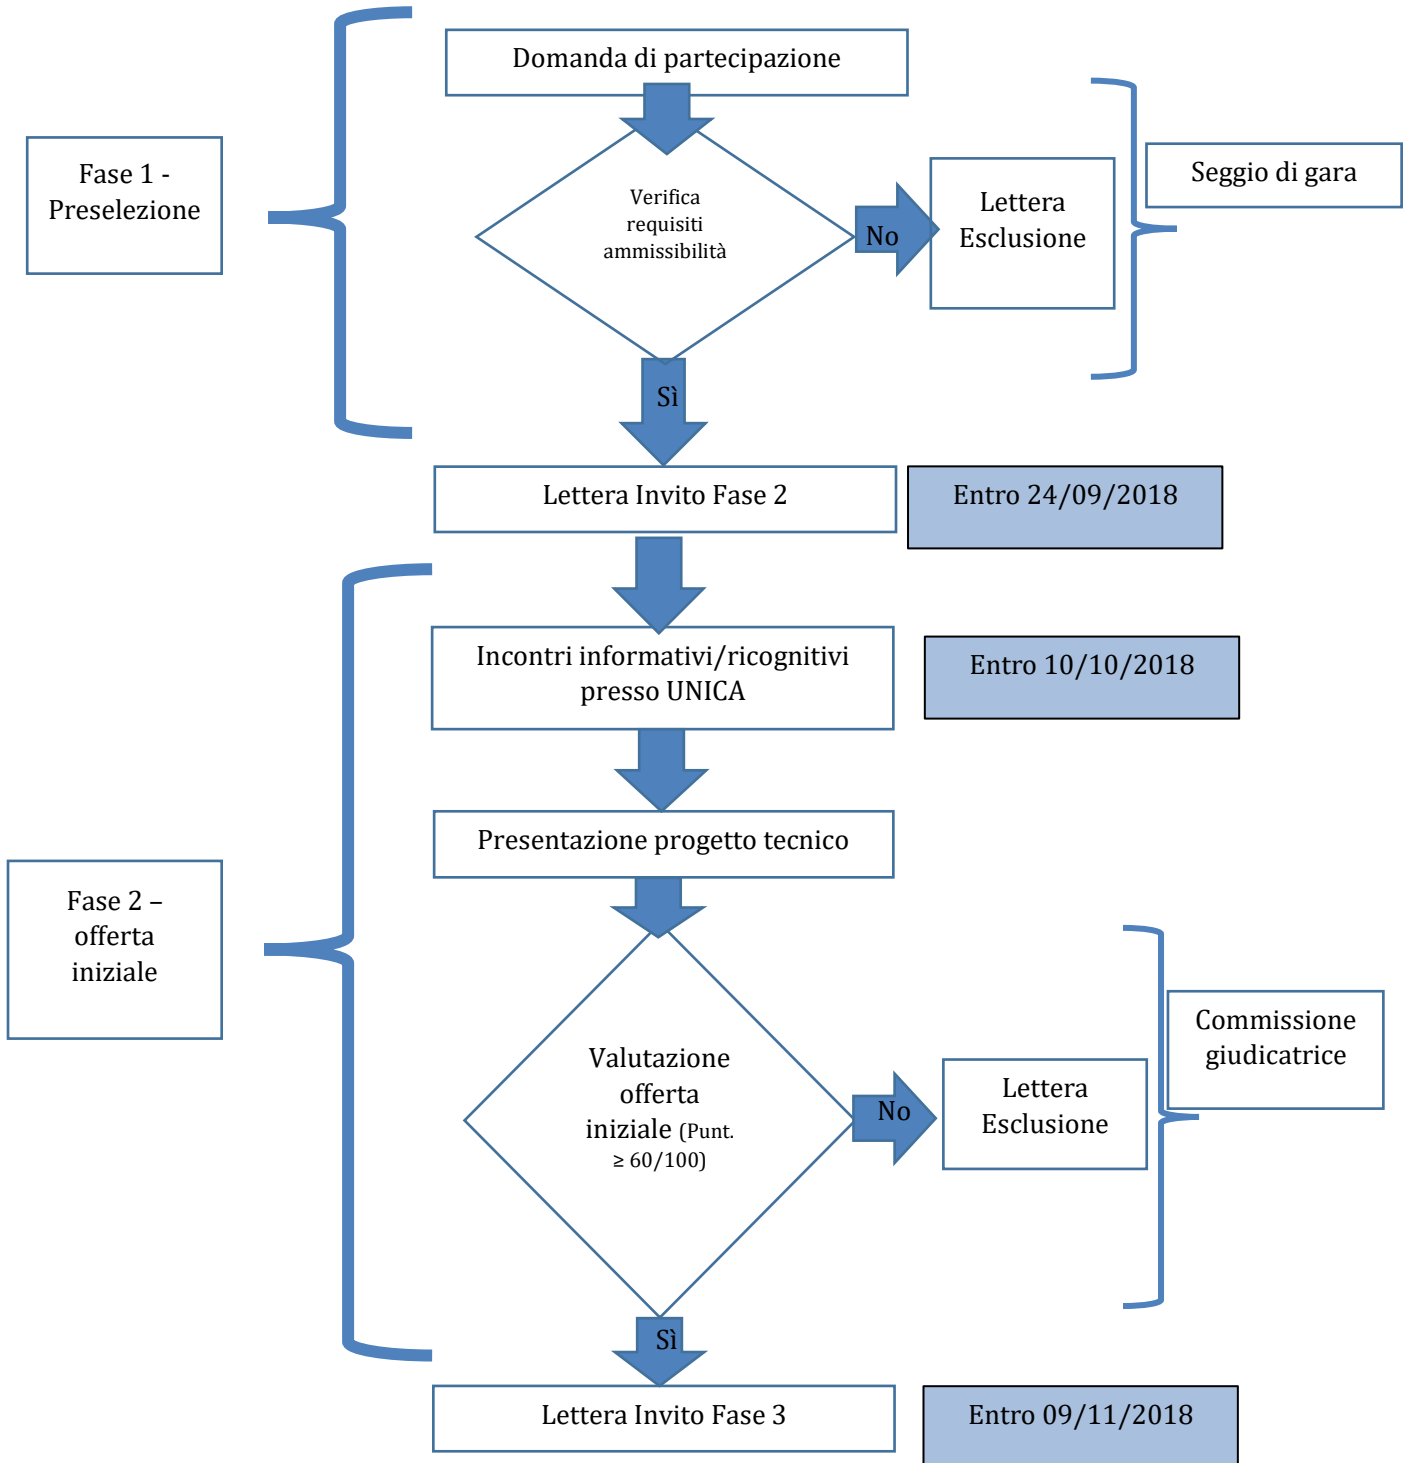 Domanda di partecipazione
Fase 1 -
Preselezione
Verifica
requisiti
ammissibilità
No
Lettera
Esclusione
Seggio di gara
Sì
Lettera Invito Fase 2
Entro 24/09/2018
Incontri informativi/ricognitivi
presso UNICA
Entro 10/10/2018
Presentazione progetto tecnico
Fase 2 –
offerta
iniziale
Valutazione
offerta
iniziale (Punt.
≥ 60/100)
No
Lettera
Esclusione
Commissione
giudicatrice
Sì
Lettera Invito Fase 3
Entro 09/11/2018